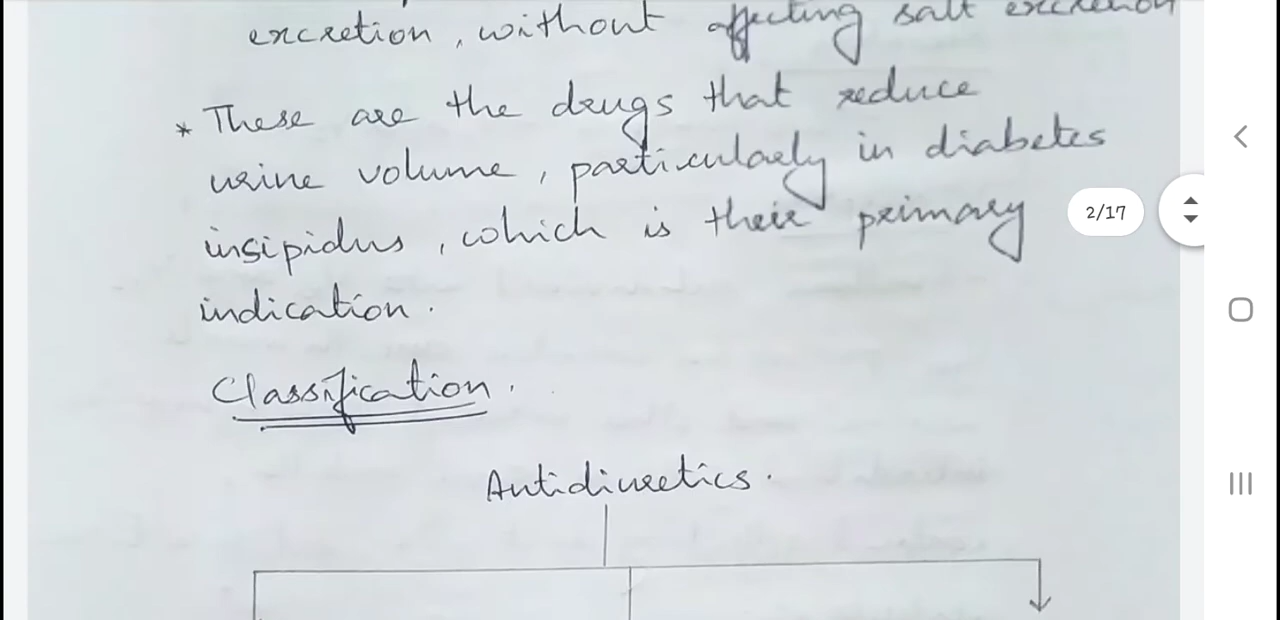 excretion, without affecting salt excretion
* These are the drugs that reduce
urine volume, particularly in diabetes
insipidus, which is their primary
indication.
Classification.
Antidiuretics.
2/17